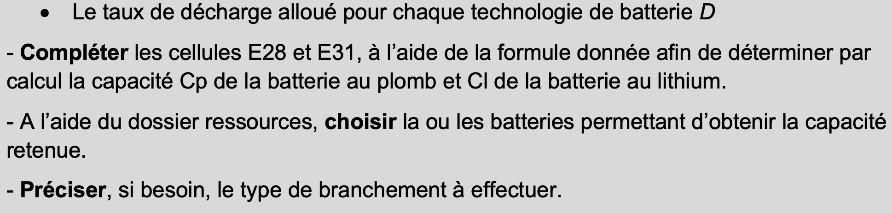 • Le taux de décharge alloué pour chaque technologie de batterie D
- Compléter les cellules E28 et E31, à l’aide de la formule donnée afin de déterminer par
calcul la capacité Cp de la batterie au plomb et Cl de la batterie au lithium.
- A l’aide du dossier ressources, choisir la ou les batteries permettant d’obtenir la capacité
retenue.
- Préciser, si besoin, le type de branchement à effectuer.